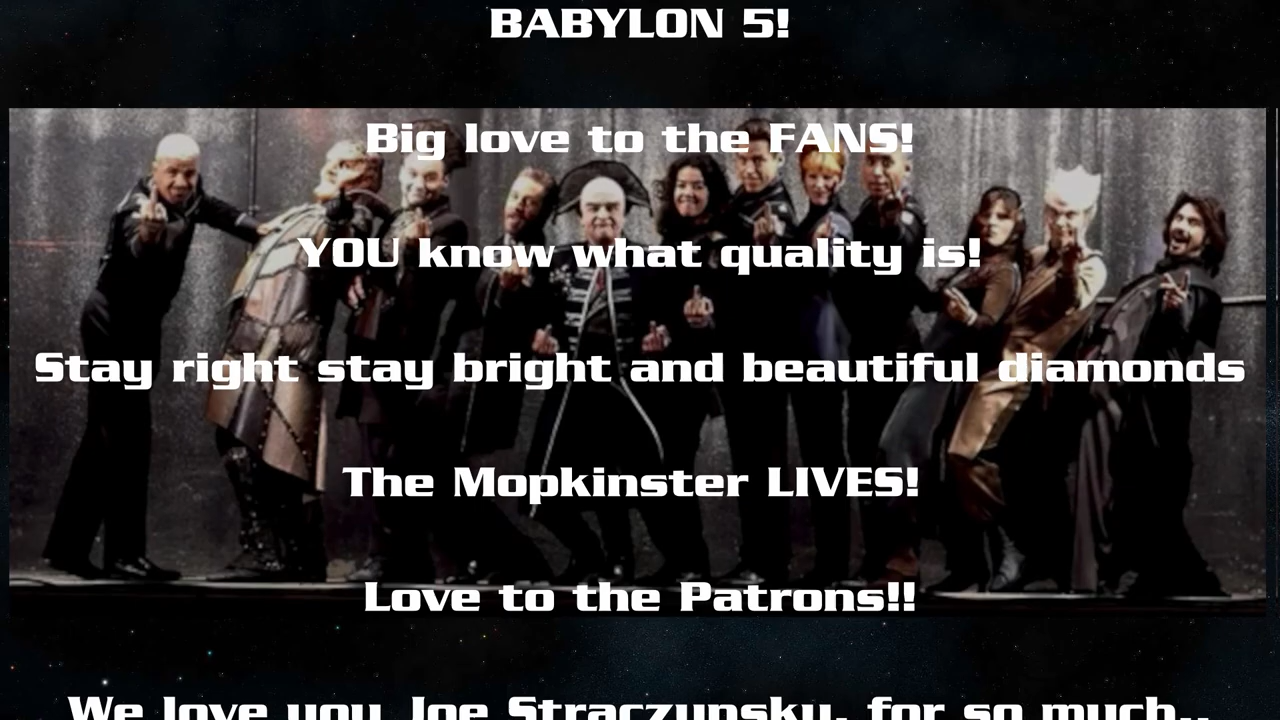 BABYLON 5!
Big love to the FANS!
YOU know what quality is!
Stay right stay bright and beautiful diamonds
The Mopkinster LIVES!
Love to the Patrons!!
We love you Joe Straczynsky, for so much..